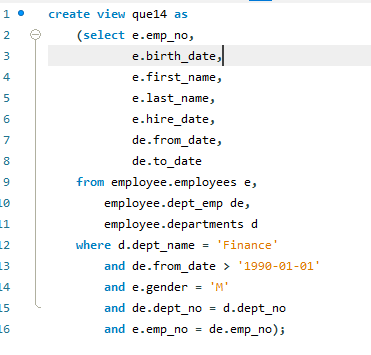 1 create view que14 as
2 (select e.emp_no,
3 e.birth_date,
4 e.first_name,
5 e.last_name,
6 e.hire_date,
7 de.from_date,
8 de.to_date
9 from employee.employees e,
10 employee.dept_emp de,
11 employee.departments d
12 where d.dept_name = 'Finance'
13 and de.from_date > '1990-01-01'
14 and e.gender = 'M'
15 and de.dept_no = d.dept_no
16 and e.emp_no = de.emp_no);